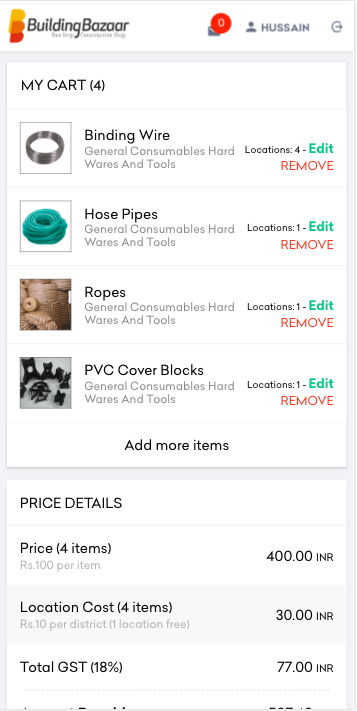 BuildingBazaar
One Stop Construction Shop
0
HUSSAIN
MY CART (4)
Binding Wire
General Consumables Hard
Wares And Tools
Locations: 4 - Edit
REMOVE
Hose Pipes
General Consumables Hard
Wares And Tools
Locations: 1 - Edit
REMOVE
Ropes
General Consumables Hard
Wares And Tools
Locations: 1 - Edit
REMOVE
PVC Cover Blocks
General Consumables Hard
Wares And Tools
Locations: 1 - Edit
REMOVE
Add more items
PRICE DETAILS
Price (4 items)
Rs.100 per item
400.00 INR
Location Cost (4 items)
Rs.10 per district (1 location free)
30.00 INR
Total GST (18%)
77.00 INR